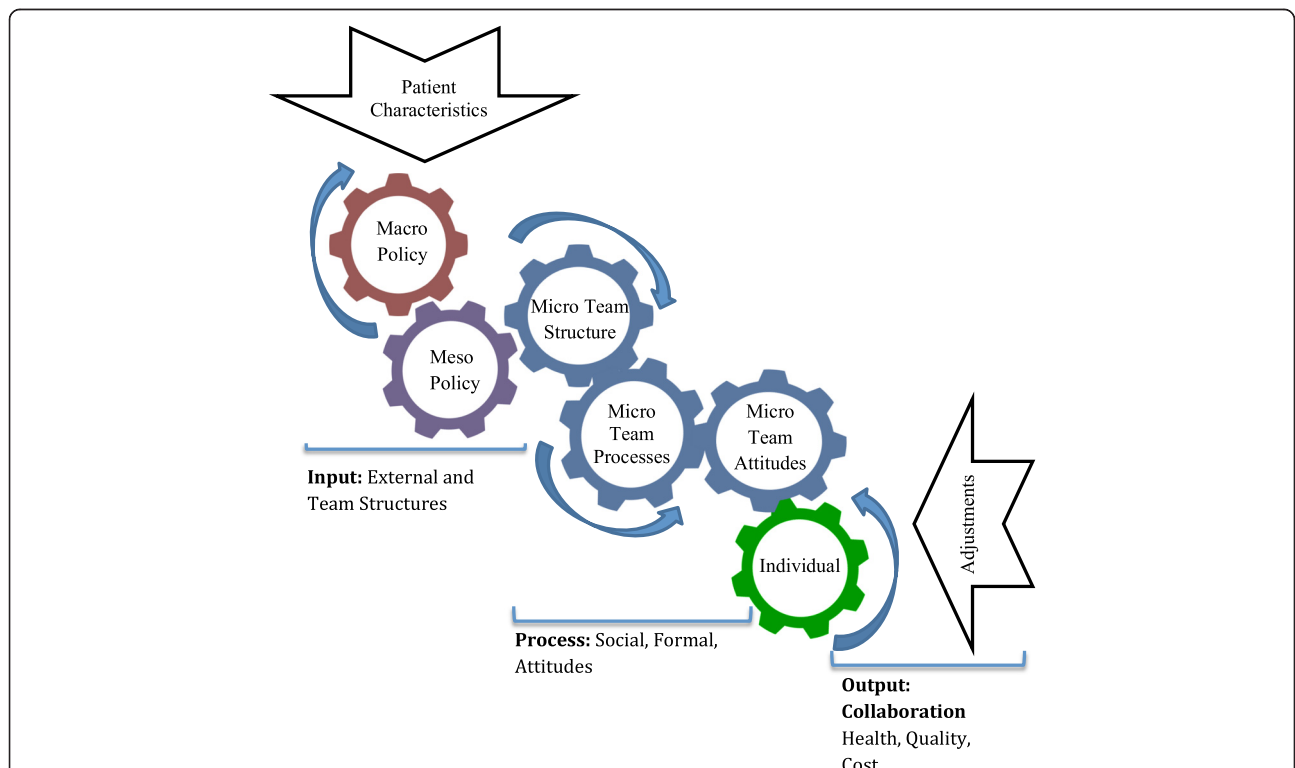 Patient
Characteristics
Macro
Policy
Micro Team
Structure
Meso
Policy
Micro
Team
Processes
Micro
Team
Attitudes
Input: External and
Team Structures
Adjustments
Individual
Process: Social, Formal,
Attitudes
Output:
Collaboration
Health, Quality,
Cost